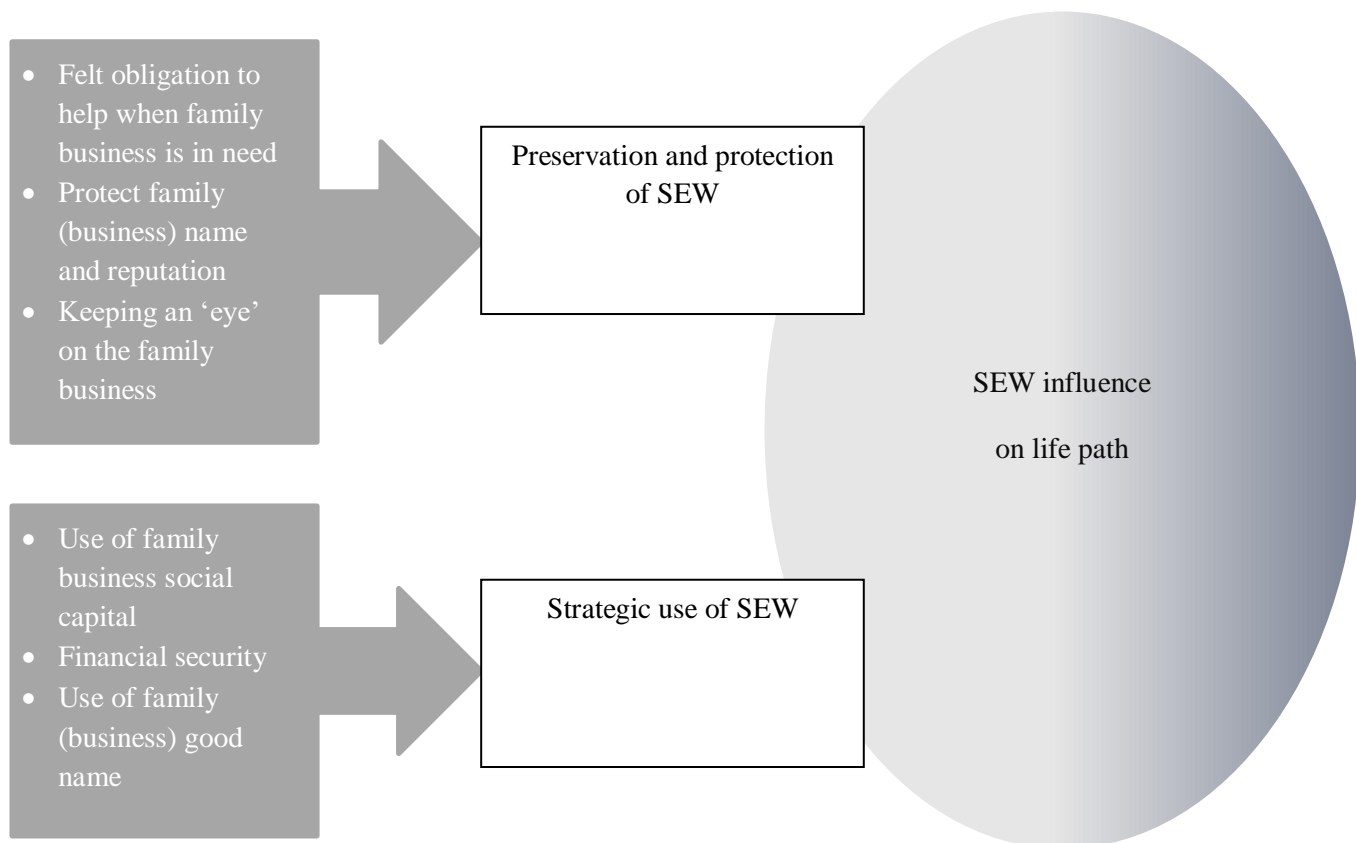 • Felt obligation to
help when family
business is in need
• Protect family
(business) name
and reputation
• Keeping an ‘eye’
on the family
business
Preservation and protection
of SEW
SEW influence
on life path
• Use of family
business social
capital
• Financial security
• Use of family
(business) good
name
Strategic use of SEW